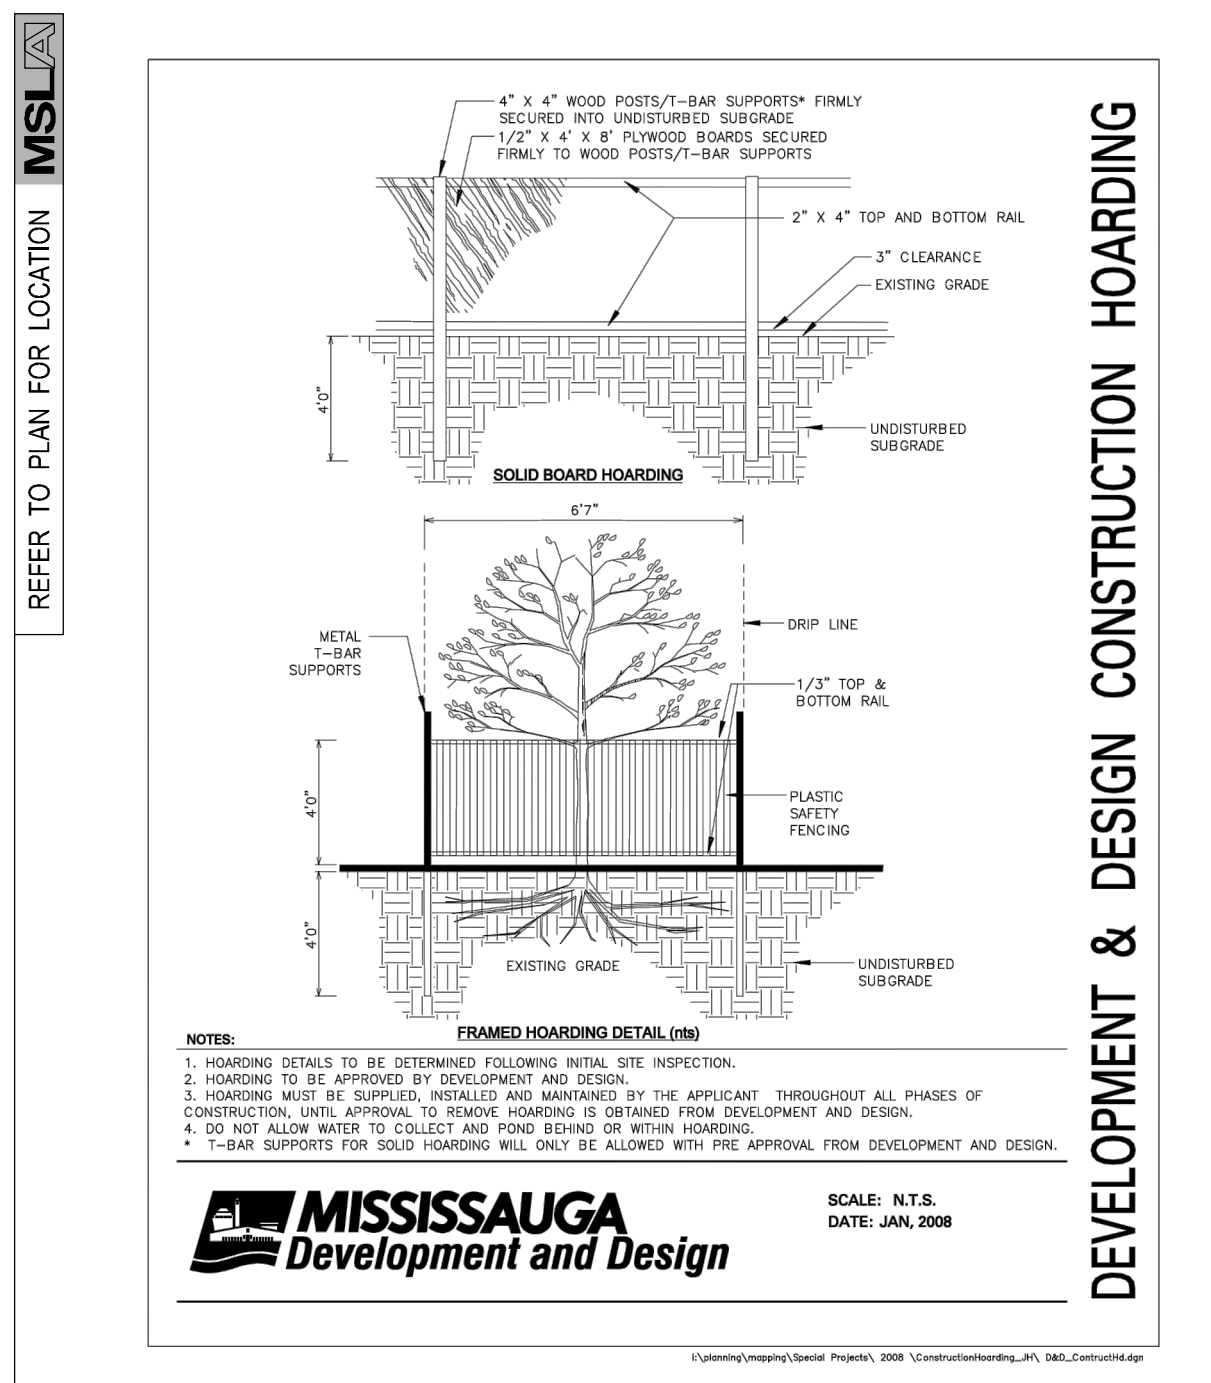 MSLA
REFER TO PLAN FOR LOCATION
4" X 4" WOOD POSTS/T-BAR SUPPORTS* FIRMLY
SECURED INTO UNDISTURBED SUBGRADE
1/2" X 4' X 8' PLYWOOD BOARDS SECURED
FIRMLY TO WOOD POSTS/T-BAR SUPPORTS
2" X 4" TOP AND BOTTOM RAIL
3" CLEARANCE
EXISTING GRADE
4'0"
UNDISTURBED
SUBGRADE
SOLID BOARD HOARDING
6'7"
DRIP LINE
METAL
T-BAR
SUPPORTS
1/3" TOP &
BOTTOM RAIL
4'0"
PLASTIC
SAFETY
FENCING
4'0"
EXISTING GRADE
UNDISTURBED
SUBGRADE
FRAMED HOARDING DETAIL (nts)
NOTES:
1. HOARDING DETAILS TO BE DETERMINED FOLLOWING INITIAL SITE INSPECTION.
2. HOARDING TO BE APPROVED BY DEVELOPMENT AND DESIGN.
3. HOARDING MUST BE SUPPLIED, INSTALLED AND MAINTAINED BY THE APPLICANT THROUGHOUT ALL PHASES OF
CONSTRUCTION, UNTIL APPROVAL TO REMOVE HOARDING IS OBTAINED FROM DEVELOPMENT AND DESIGN.
4. DO NOT ALLOW WATER TO COLLECT AND POND BEHIND OR WITHIN HOARDING.
* T-BAR SUPPORTS FOR SOLID HOARDING WILL ONLY BE ALLOWED WITH PRE APPROVAL FROM DEVELOPMENT AND DESIGN.
MISSISSAUGA
Development and Design
SCALE: N.T.S.
DATE: JAN, 2008
DEVELOPMENT & DESIGN CONSTRUCTION HOARDING
i:\planning\mapping\Special Projects\ 2008 \ConstructionHoarding_JH\ D&D_ContructHd.dgn